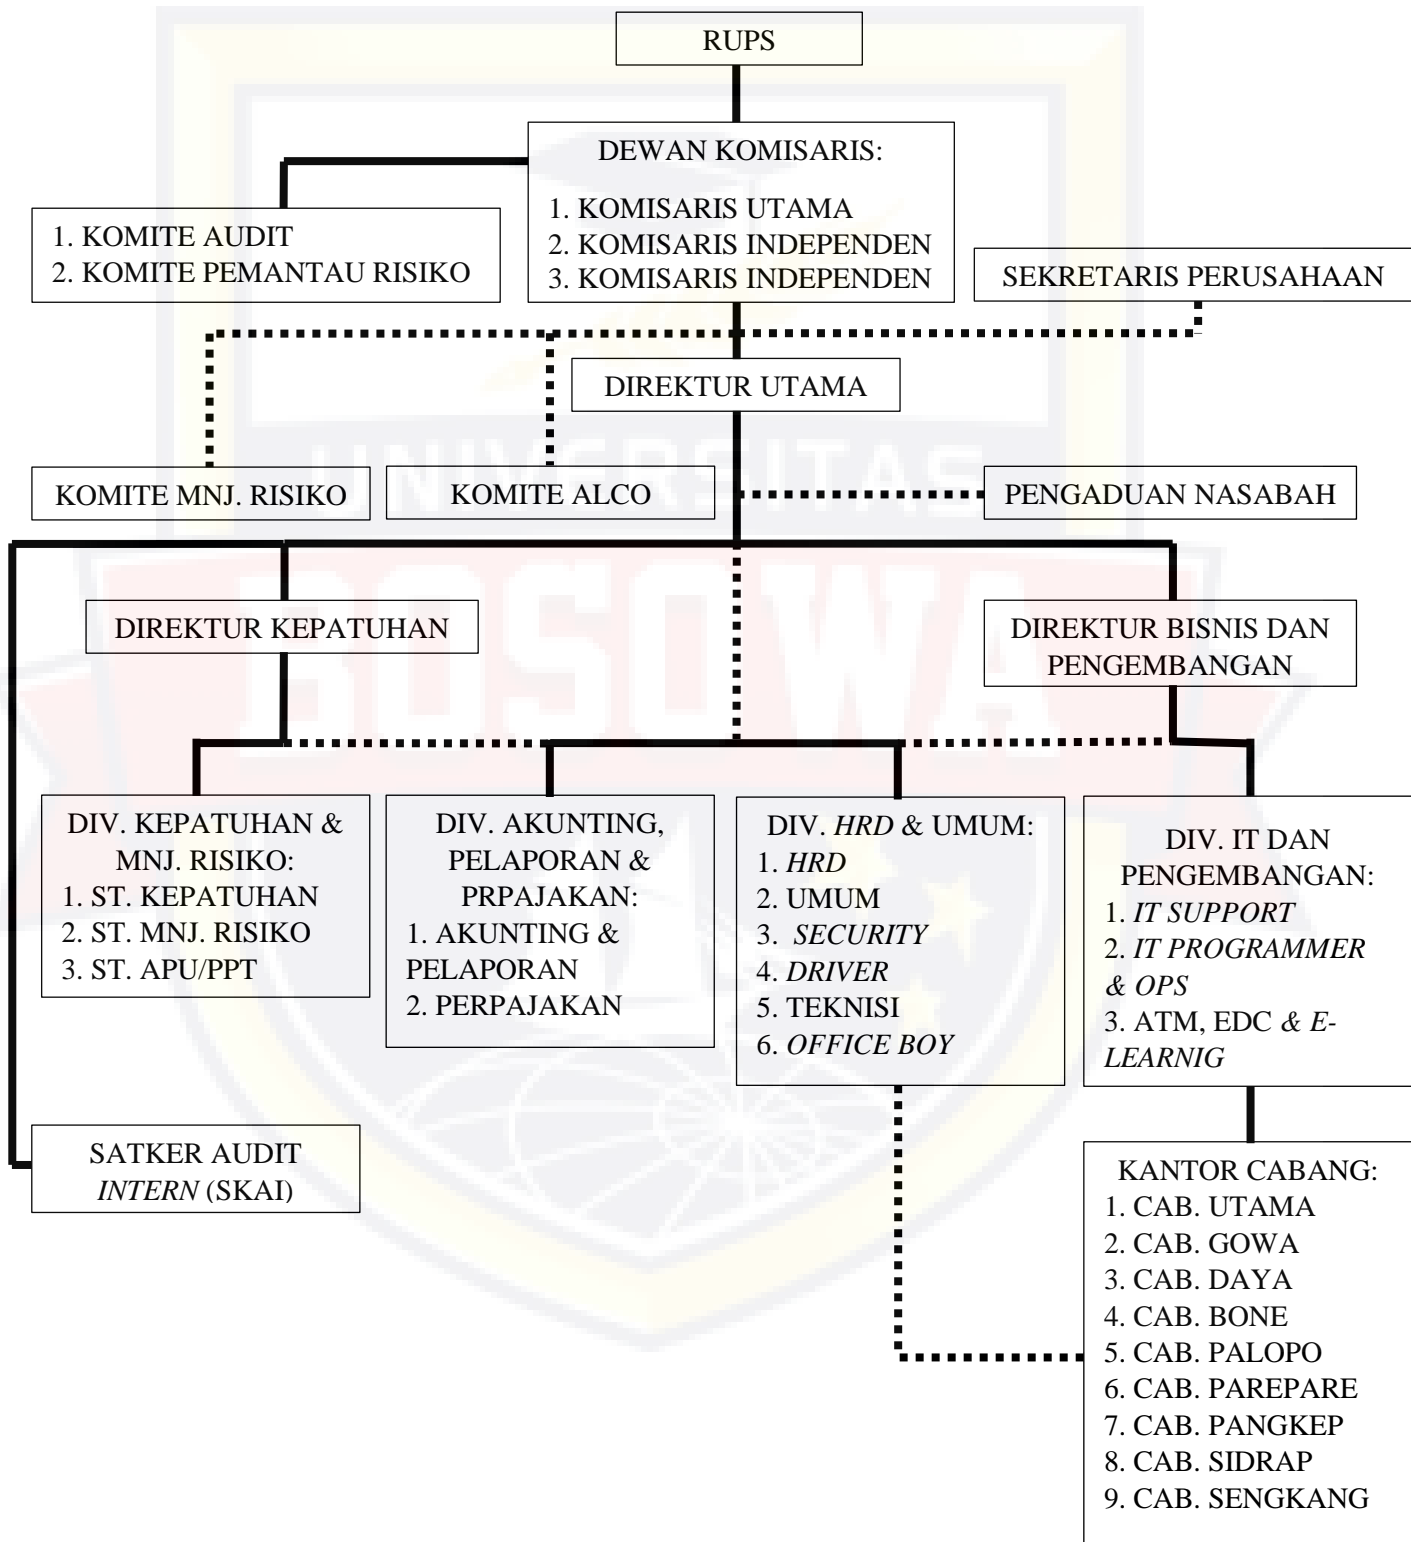 RUPS
DEWAN KOMISARIS:
1. KOMISARIS UTAMA
2. KOMISARIS INDEPENDEN
3. KOMISARIS INDEPENDEN
1. KOMITE AUDIT
2. KOMITE PEMANTAU RISIKO
SEKRETARIS PERUSAHAAN
DIREKTUR UTAMA
UNIVERSITAS
KOMITE MNJ. RISIKO
KOMITE ALCO
PENGADUAN NASABAH
BOSOWA
DIREKTUR KEPATUHAN
DIREKTUR BISNIS DAN
PENGEMBANGAN
DIV. KEPATUHAN &
MNJ. RISIKO:
1. ST. KEPATUHAN
2. ST. MNJ. RISIKO
3. ST. APU/PPT
DIV. AKUNTING,
PELAPORAN &
PRPAJAKAN:
1. AKUNTING &
PELAPORAN
2. PERPAJAKAN
DIV. HRD & UMUM:
1. HRD
2. UMUM
3. SECURITY
4. DRIVER
5. TEKNISI
6. OFFICE BOY
DIV. IT DAN
PENGEMBANGAN:
1. IT SUPPORT
2. IT PROGRAMMER
& OPS
3. ATM, EDC & E-
LEARNIG
SATKER AUDIT
INTERN (SKAI)
KANTOR CABANG:
1. CAB. UTAMA
2. CAB. GOWA
3. CAB. DAYA
4. CAB. BONE
5. CAB. PALOPO
6. CAB. PAREPARE
7. CAB. PANGKEP
8. CAB. SIDRAP
9. CAB. SENGKANG